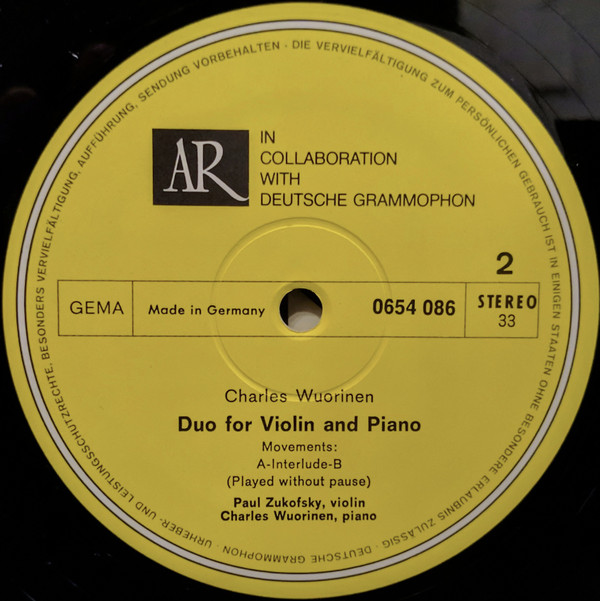 AR
IN
COLLABORATION
WITH
DEUTSCHE GRAMMOPHON
2
GEMA
Made in Germany
0654 086
STEREO
33
Charles Wuorinen
Duo for Violin and Piano
Movements:
A-Interlude-B
(Played without pause)
Paul Zukofsky, violin
Charles Wuorinen, piano
DEUTSCHE GRAMMOPHON · URHEBER- UND LEISTUNGSSCHUTZRECHTE, BESONDERS VERVIELFÄLTIGUNG, AUFFÜHRUNG, SENDUNG VORBEHALTEN · DIE VERVIELFÄLTIGUNG ZUM PERSÖNLICHEN GEBRAUCH IST IN EINIGEN STAATEN OHNE BESONDERE ERLAUBNIS ZULÄSSIG ·